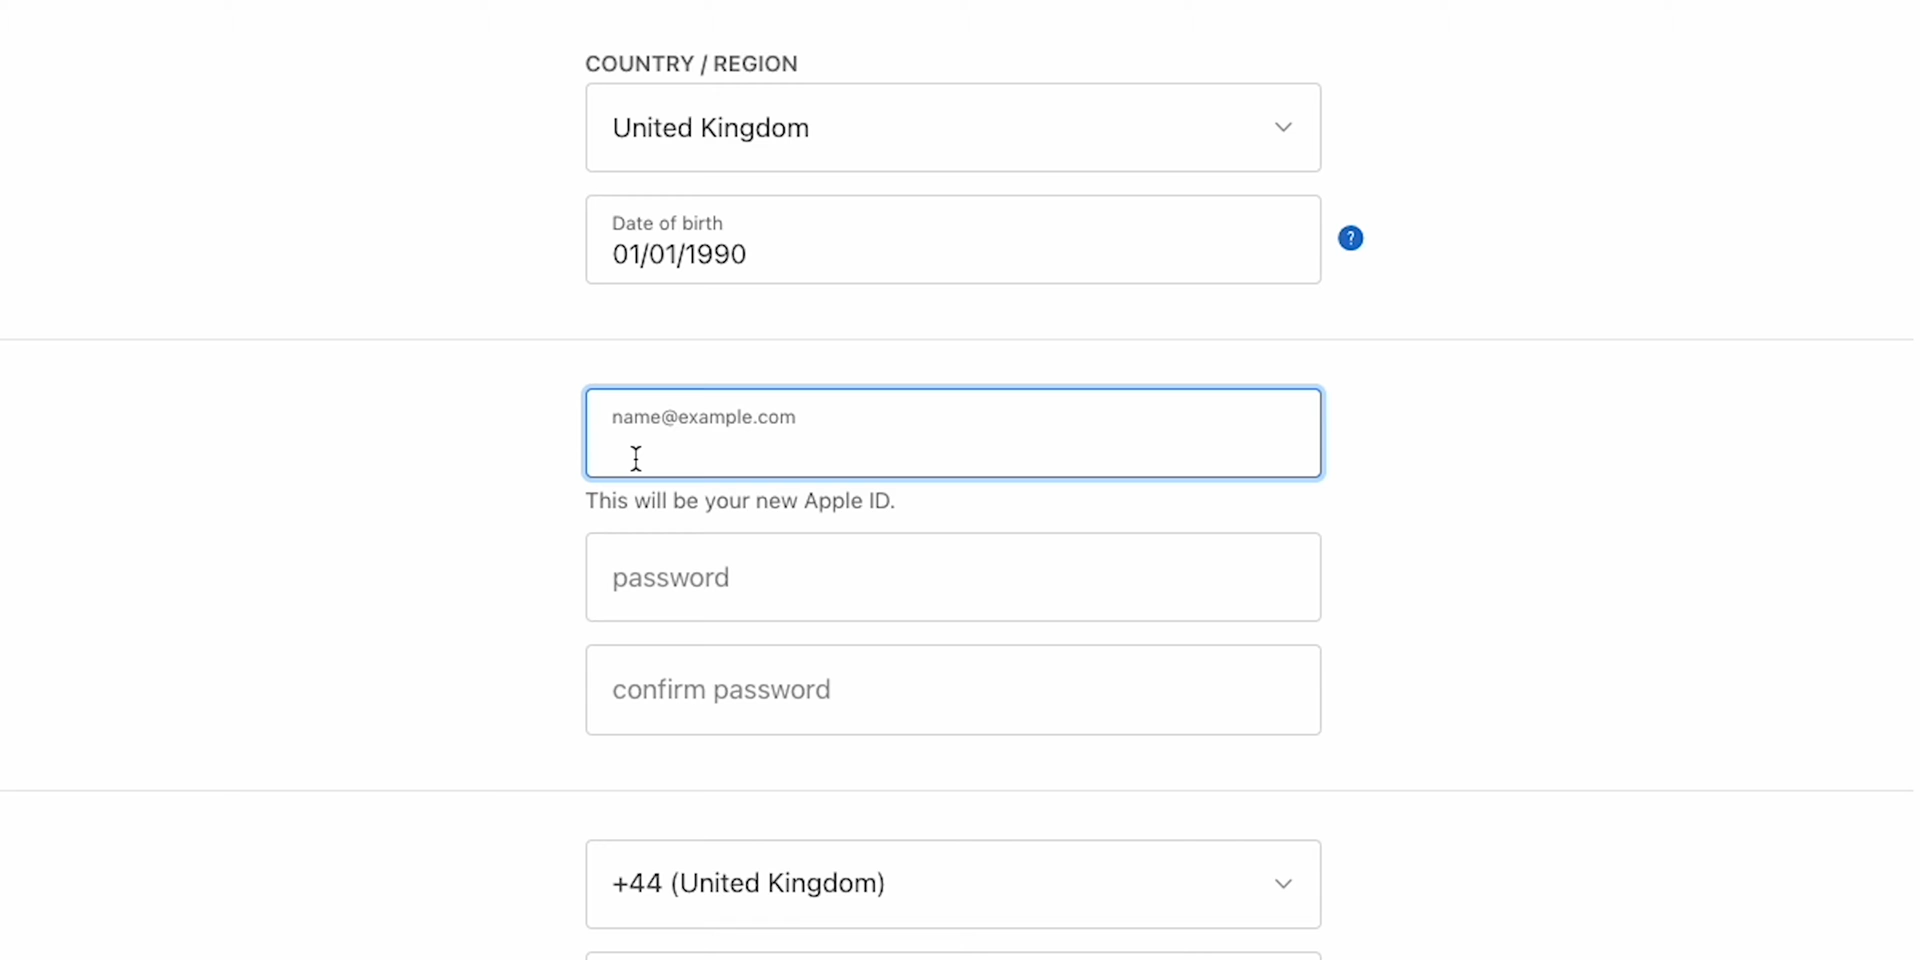 COUNTRY / REGION
United Kingdom
Date of birth
01/01/1990
?
name@example.com
This will be your new Apple ID.
password
confirm password
+44 (United Kingdom)